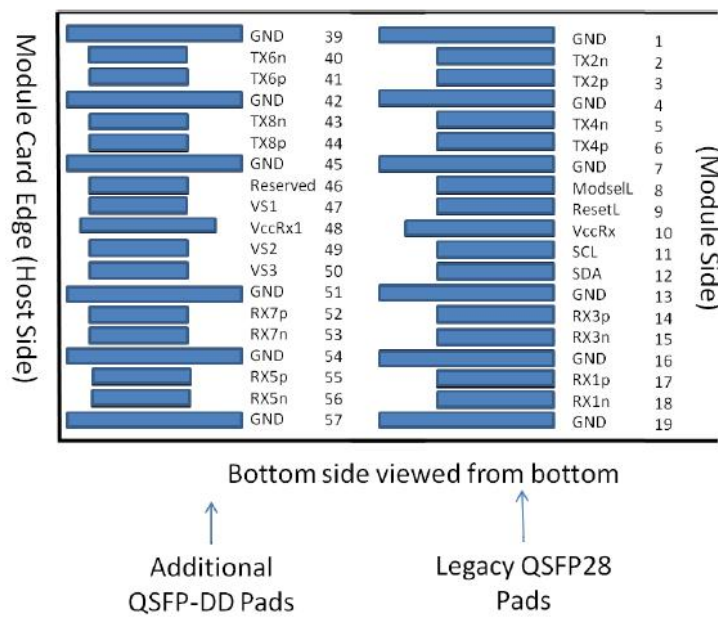 Module Card Edge (Host Side)
GND 39 GND 1
TX6n 40 TX2n 2
TX6p 41 TX2p 3
GND 42 GND 4
TX8n 43 TX4n 5
TX8p 44 TX4p 6
GND 45 GND 7
Reserved 46 ModselL 8
VS1 47 ResetL 9
VccRx1 48 VccRx 10
VS2 49 SCL 11
VS3 50 SDA 12
GND 51 GND 13
RX7p 52 RX3p 14
RX7n 53 RX3n 15
GND 54 GND 16
RX5p 55 RX1p 17
RX5n 56 RX1n 18
GND 57 GND 19
(Module Side)
Bottom side viewed from bottom
Additional
QSFP-DD Pads
Legacy QSFP28
Pads